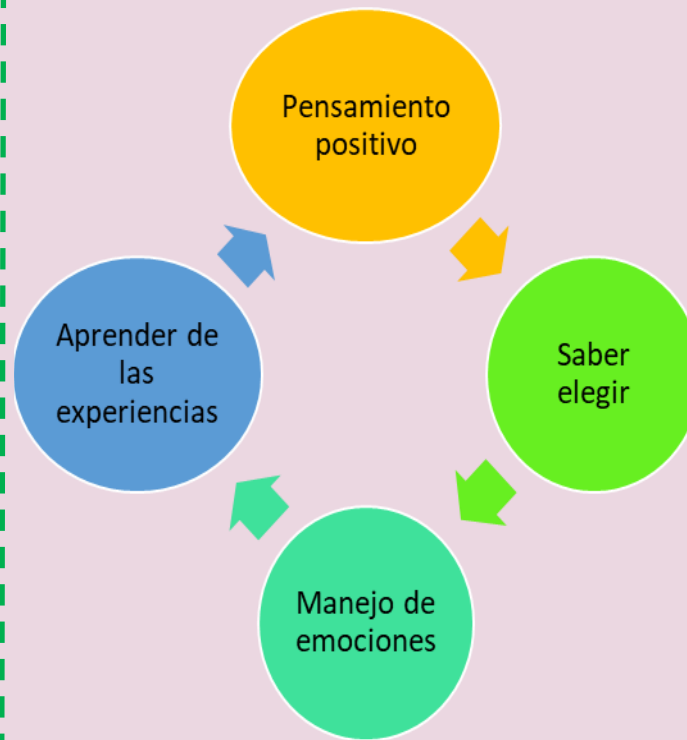 Pensamiento
positivo
Saber
elegir
Manejo de
emociones
Aprender de
las
experiencias